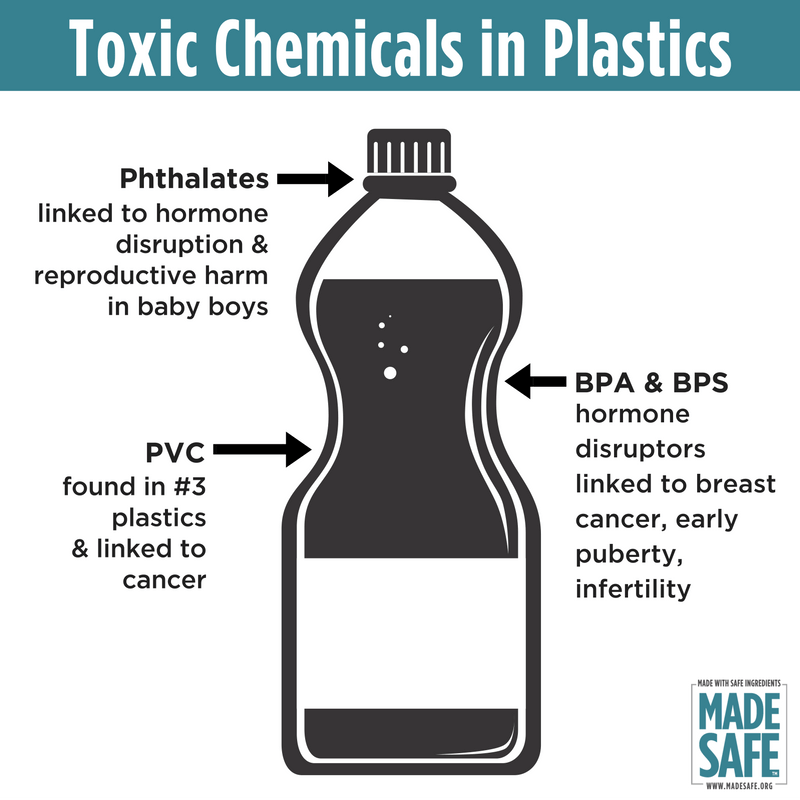 Toxic Chemicals in Plastics
Phthalates
linked to hormone
disruption &
reproductive harm
in baby boys
BPA & BPS
hormone
disruptors
linked to breast
cancer, early
puberty,
infertility
PVC
found in #3
plastics
& linked to
cancer
MADE WITH SAFE INGREDIENTS
MADE
SAFE™
WWW.MADESAFE.ORG